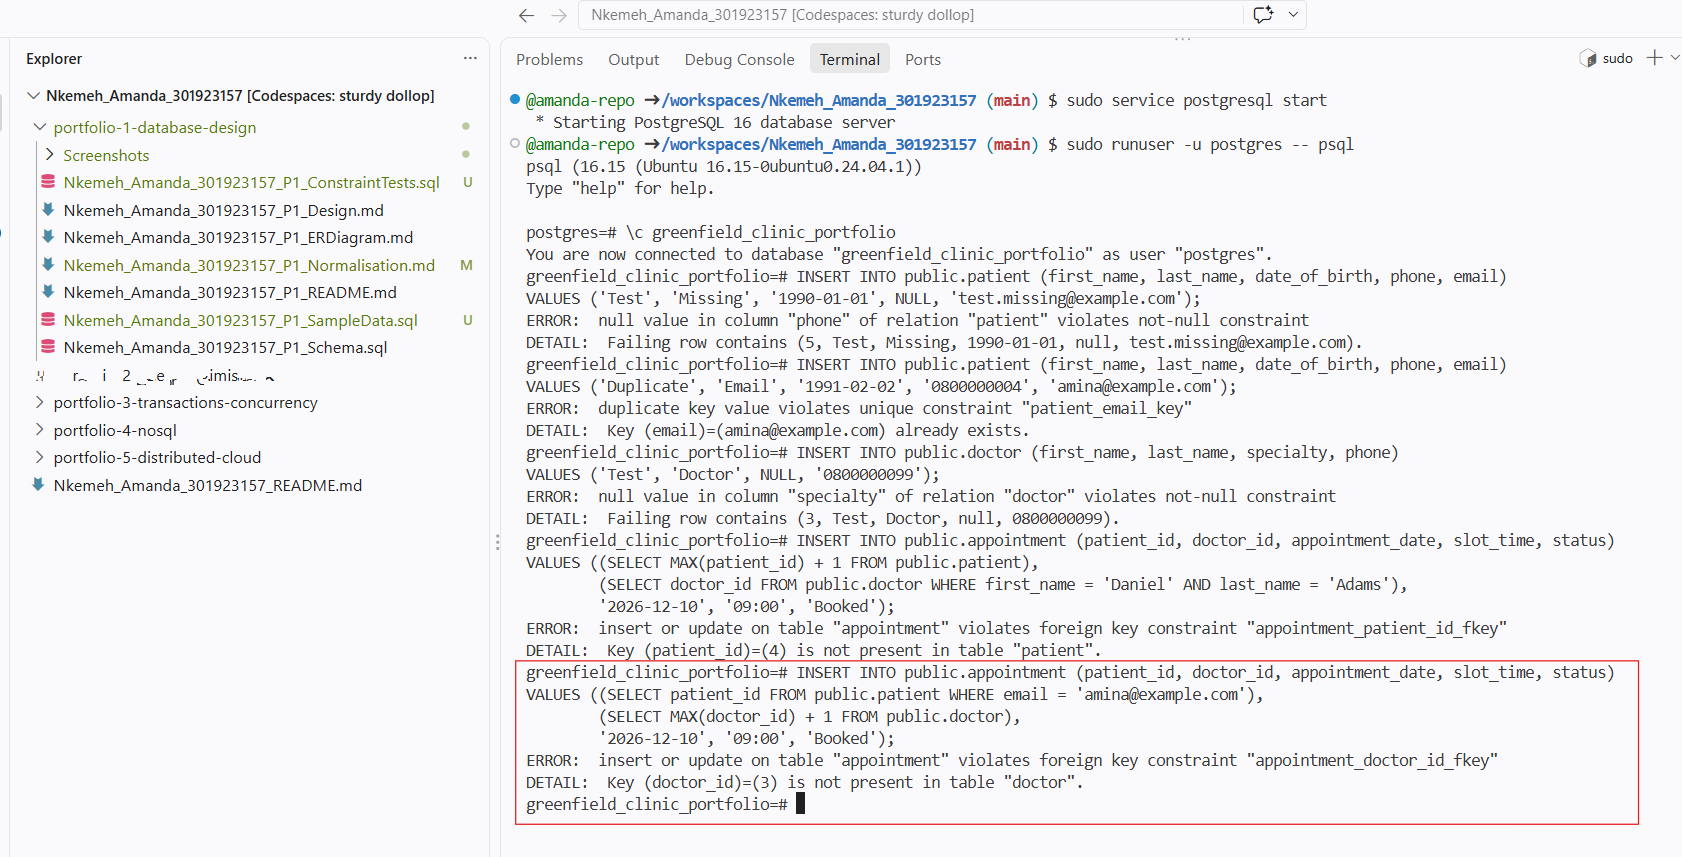 Nkemeh_Amanda_301923157 [Codespaces: sturdy dollop]
Explorer
Nkemeh_Amanda_301923157 [Codespaces: sturdy dollop]
portfolio-1-database-design
Screenshots
Nkemeh_Amanda_301923157_P1_ConstraintTests.sql U
Nkemeh_Amanda_301923157_P1_Design.md
Nkemeh_Amanda_301923157_P1_ERDiagram.md
Nkemeh_Amanda_301923157_P1_Normalisation.md M
Nkemeh_Amanda_301923157_P1_README.md
Nkemeh_Amanda_301923157_P1_SampleData.sql U
Nkemeh_Amanda_301923157_P1_Schema.sql
portfolio-3-transactions-concurrency
portfolio-4-nosql
portfolio-5-distributed-cloud
Nkemeh_Amanda_301923157_README.md
Problems Output Debug Console Terminal Ports
sudo
@amanda-repo ➔/workspaces/Nkemeh_Amanda_301923157 (main) $ sudo service postgresql start
* Starting PostgreSQL 16 database server
@amanda-repo ➔/workspaces/Nkemeh_Amanda_301923157 (main) $ sudo runuser -u postgres -- psql
psql (16.15 (Ubuntu 16.15-0ubuntu0.24.04.1))
Type "help" for help.
postgres=# \c greenfield_clinic_portfolio
You are now connected to database "greenfield_clinic_portfolio" as user "postgres".
greenfield_clinic_portfolio=# INSERT INTO public.patient (first_name, last_name, date_of_birth, phone, email)
VALUES ('Test', 'Missing', '1990-01-01', NULL, 'test.missing@example.com');
ERROR:  null value in column "phone" of relation "patient" violates not-null constraint
DETAIL:  Failing row contains (5, Test, Missing, 1990-01-01, null, test.missing@example.com).
greenfield_clinic_portfolio=# INSERT INTO public.patient (first_name, last_name, date_of_birth, phone, email)
VALUES ('Duplicate', 'Email', '1991-02-02', '0800000004', 'amina@example.com');
ERROR:  duplicate key value violates unique constraint "patient_email_key"
DETAIL:  Key (email)=(amina@example.com) already exists.
greenfield_clinic_portfolio=# INSERT INTO public.doctor (first_name, last_name, specialty, phone)
VALUES ('Test', 'Doctor', NULL, '0800000099');
ERROR:  null value in column "specialty" of relation "doctor" violates not-null constraint
DETAIL:  Failing row contains (3, Test, Doctor, null, 0800000099).
greenfield_clinic_portfolio=# INSERT INTO public.appointment (patient_id, doctor_id, appointment_date, slot_time, status)
VALUES ((SELECT MAX(patient_id) + 1 FROM public.patient),
(SELECT doctor_id FROM public.doctor WHERE first_name = 'Daniel' AND last_name = 'Adams'),
'2026-12-10', '09:00', 'Booked');
ERROR:  insert or update on table "appointment" violates foreign key constraint "appointment_patient_id_fkey"
DETAIL:  Key (patient_id)=(4) is not present in table "patient".
greenfield_clinic_portfolio=# INSERT INTO public.appointment (patient_id, doctor_id, appointment_date, slot_time, status)
VALUES ((SELECT patient_id FROM public.patient WHERE email = 'amina@example.com'),
(SELECT MAX(doctor_id) + 1 FROM public.doctor),
'2026-12-10', '09:00', 'Booked');
ERROR:  insert or update on table "appointment" violates foreign key constraint "appointment_doctor_id_fkey"
DETAIL:  Key (doctor_id)=(3) is not present in table "doctor".
greenfield_clinic_portfolio=#